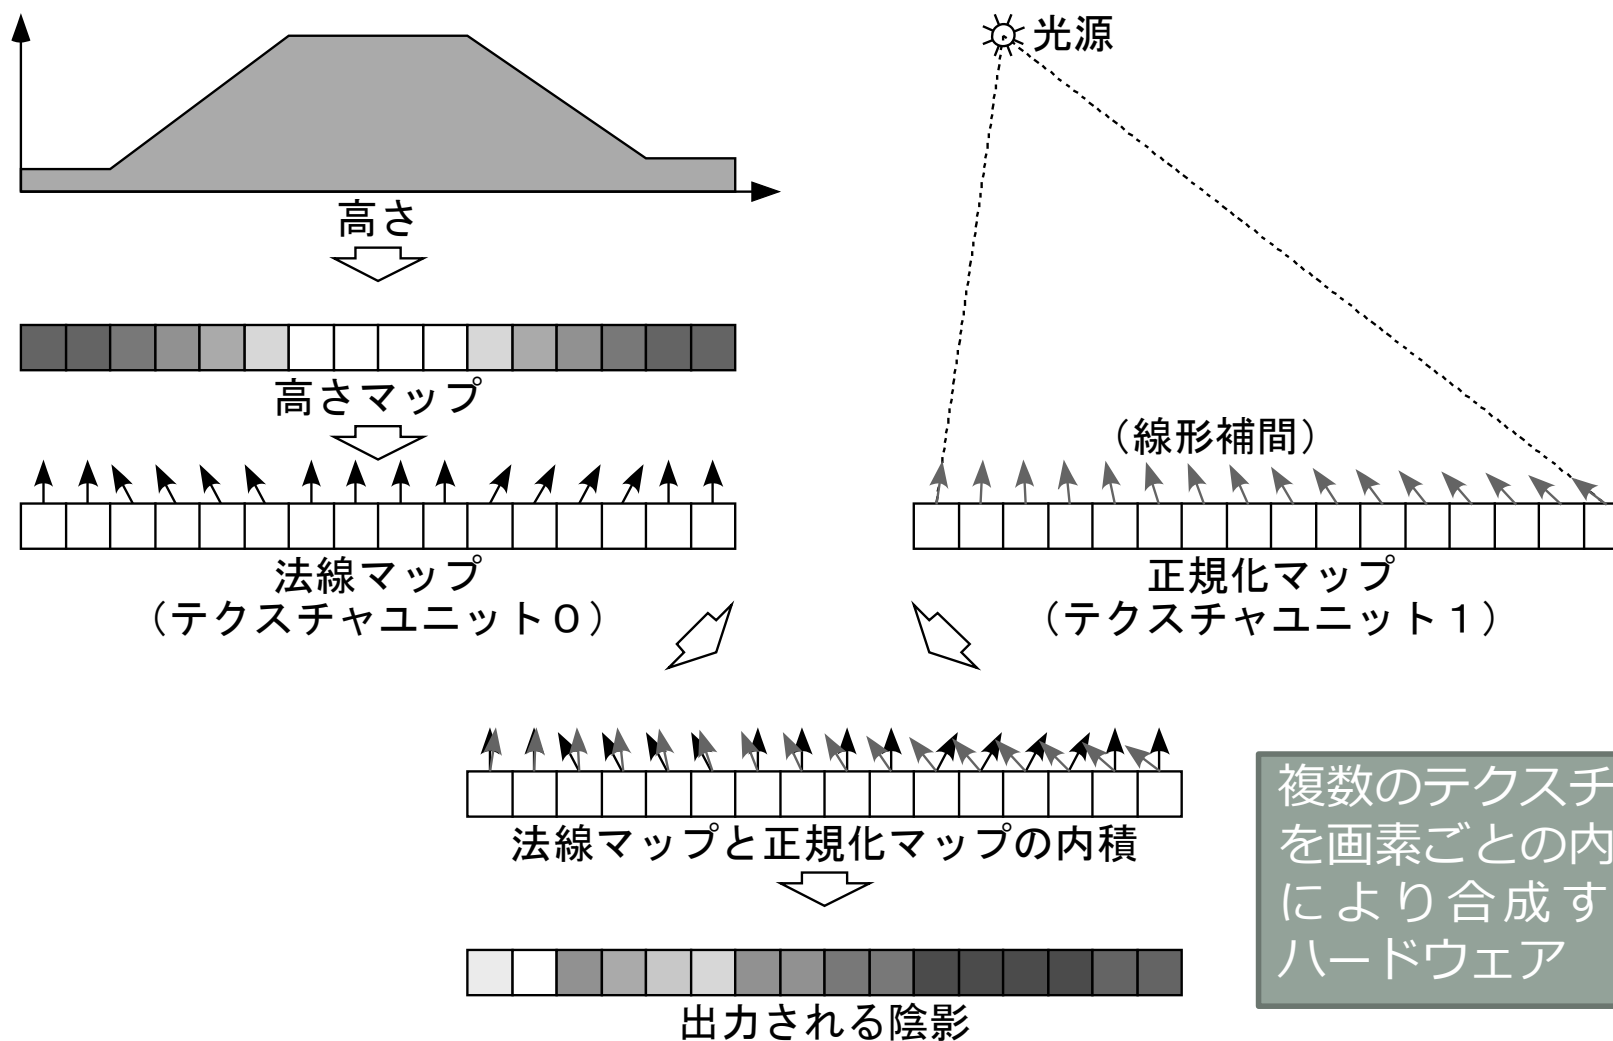 光源
高さ
高さマップ
(線形補間)
法線マップ
(テクスチャユニット０)
正規化マップ
(テクスチャユニット１)
法線マップと正規化マップの内積
出力される陰影
複数のテクスチ
を画素ごとの内
により合成す
ハードウェア